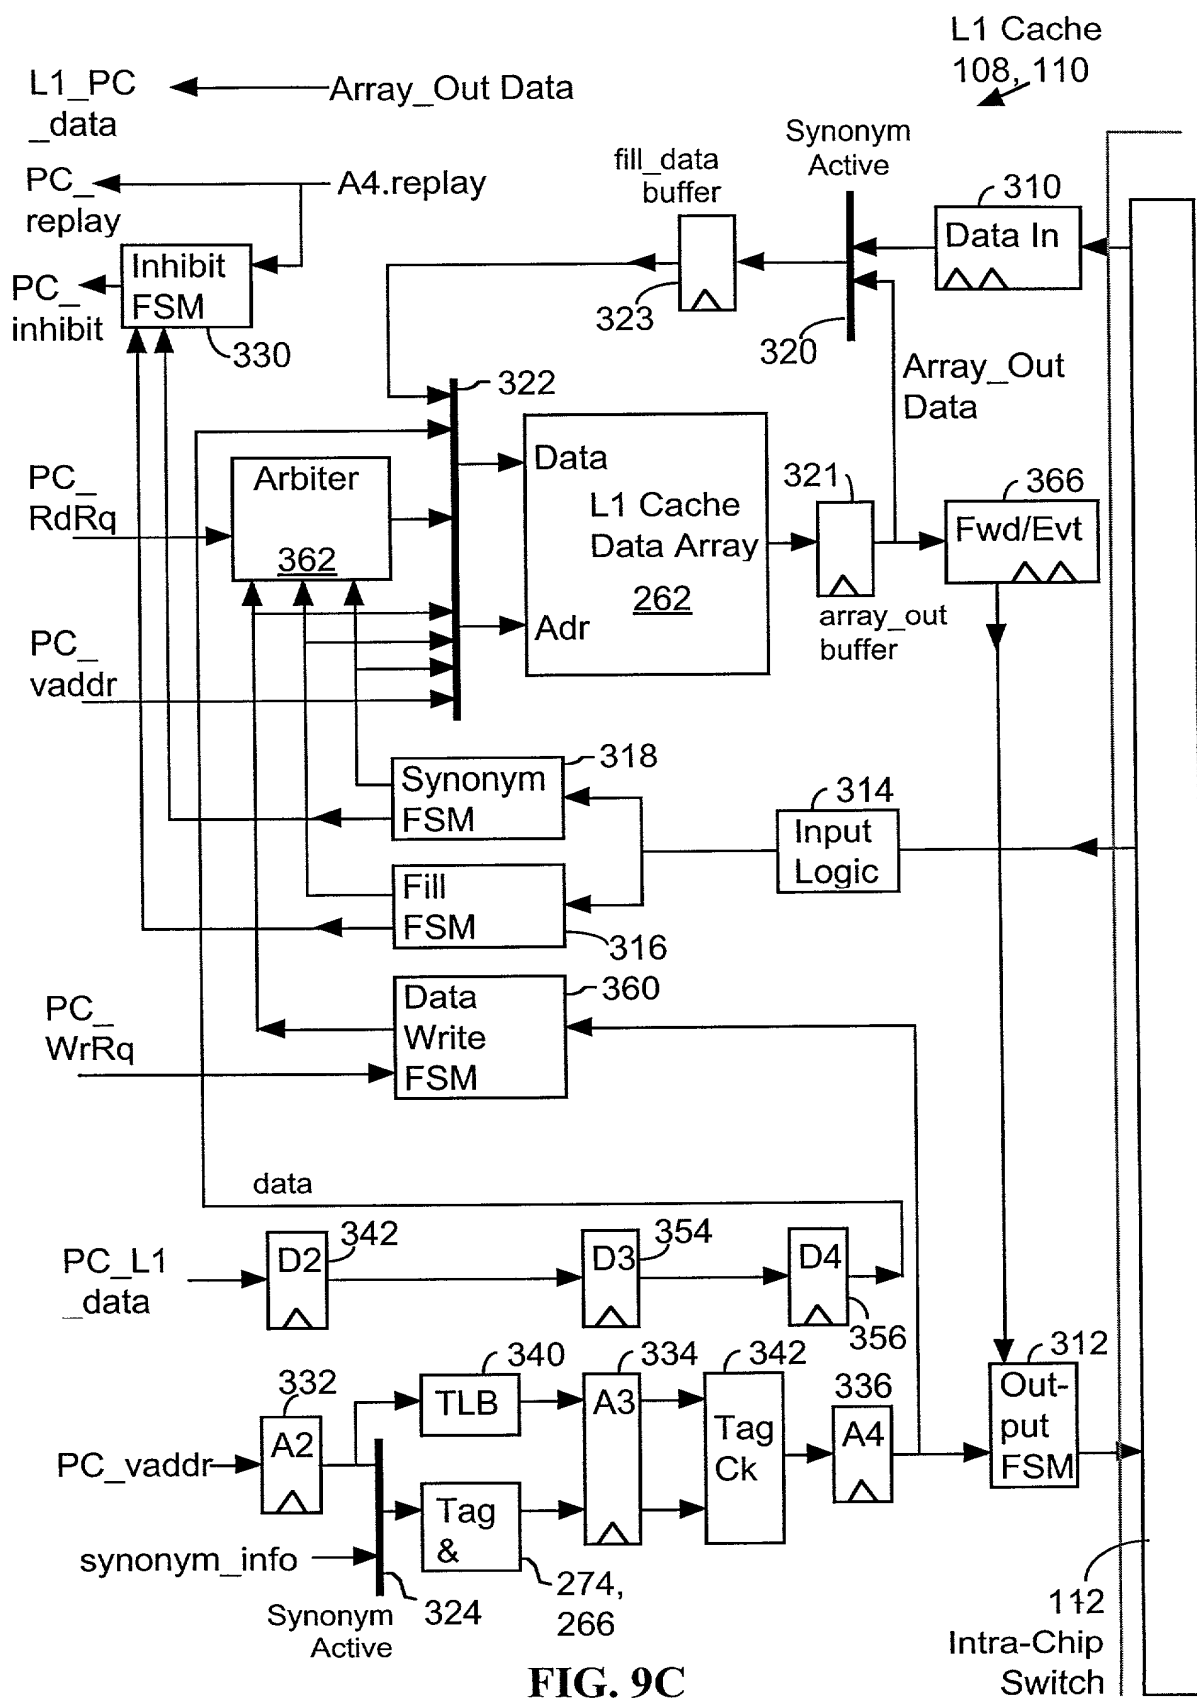 L1 Cache
108, 110
L1_PC
_data
Array_Out Data
PC_
replay
A4.replay
PC_
inhibit
Inhibit
FSM
330
fill_data
buffer
323
Synonym
Active
320
310
Data In
Array_Out
Data
322
PC_
RdRq
Arbiter
362
Data
L1 Cache
Data Array
262
Adr
321
array_out
buffer
366
Fwd/Evt
PC_
vaddr
318
Synonym
FSM
314
Input
Logic
Fill
FSM
316
360
Data
Write
FSM
PC_
WrRq
data
PC_L1
_data
D2
342
D3
354
D4
356
PC_vaddr
332
A2
340
TLB
334
A3
342
Tag
Ck
336
A4
312
Out-
put
FSM
synonym_info
Synonym
Active
324
Tag
&
274,
266
112
Intra-Chip
Switch
FIG. 9C